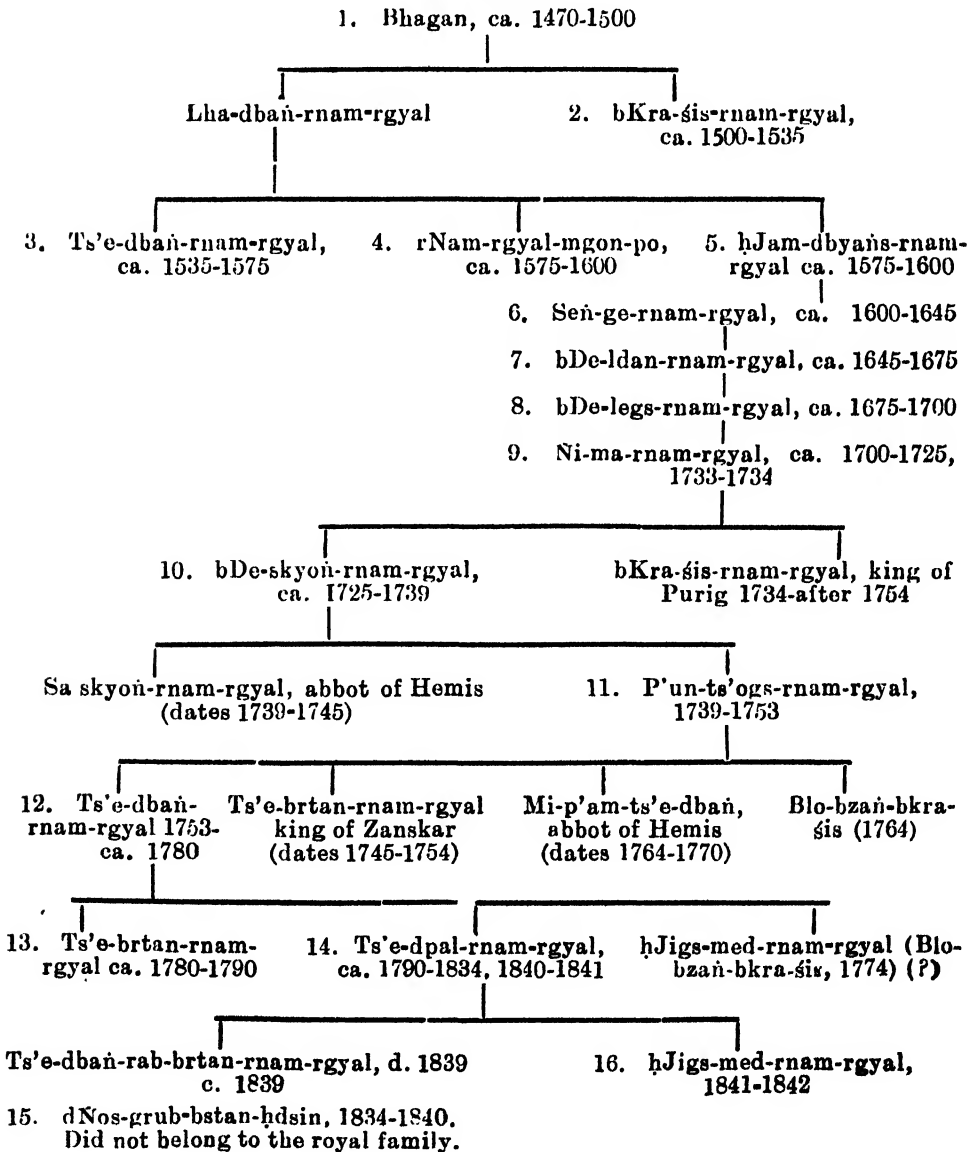 1. Bhagan, ca. 1470-1500
Lha-dbaṅ-rnam-rgyal 2. bKra-śis-rnam-rgyal,
ca. 1500-1535
3. Ts'e-dbaṅ-rnam-rgyal, 4. rNam-rgyal-mgon-po, 5. ḥJam-dbyaṅs-rnam-
ca. 1535-1575 ca. 1575-1600 rgyal ca. 1575-1600
6. Seṅ-ge-rnam-rgyal, ca. 1600-1645
7. bDe-ldan-rnam-rgyal, ca. 1645-1675
8. bDe-legs-rnam-rgyal, ca. 1675-1700
9. Ñi-ma-rnam-rgyal, ca. 1700-1725,
1733-1734
10. bDe-skyoṅ-rnam-rgyal, bKra-śis-rnam-rgyal, king of
ca. 1725-1739 Purig 1734-after 1754
Sa skyoṅ-rnam-rgyal, abbot of Hemis 11. P'un-ts'ogs-rnam-rgyal,
(dates 1739-1745) 1739-1753
12. Ts'e-dbaṅ- Ts'e-brtan-rnam-rgyal Mi-p'am-ts'e-dbaṅ, Blo-bzaṅ-bkra-
rnam-rgyal 1753- king of Zanskar abbot of Hemis śis (1764)
ca. 1780 (dates 1745-1754) (dates 1764-1770)
13. Ts'e-brtan-rnam- 14. Ts'e-dpal-rnam-rgyal, ḥJigs-med-rnam-rgyal (Blo-
rgyal ca. 1780-1790 ca. 1790-1834, 1840-1841 bzaṅ-bkra-śis, 1774) (?)
Ts'e-dbaṅ-rab-brtan-rnam-rgyal, d. 1839 16. ḥJigs-med-rnam-rgyal,
c. 1839 1841-1842
15. dṄos-grub-bstan-ḥdsin, 1834-1840.
Did not belong to the royal family.